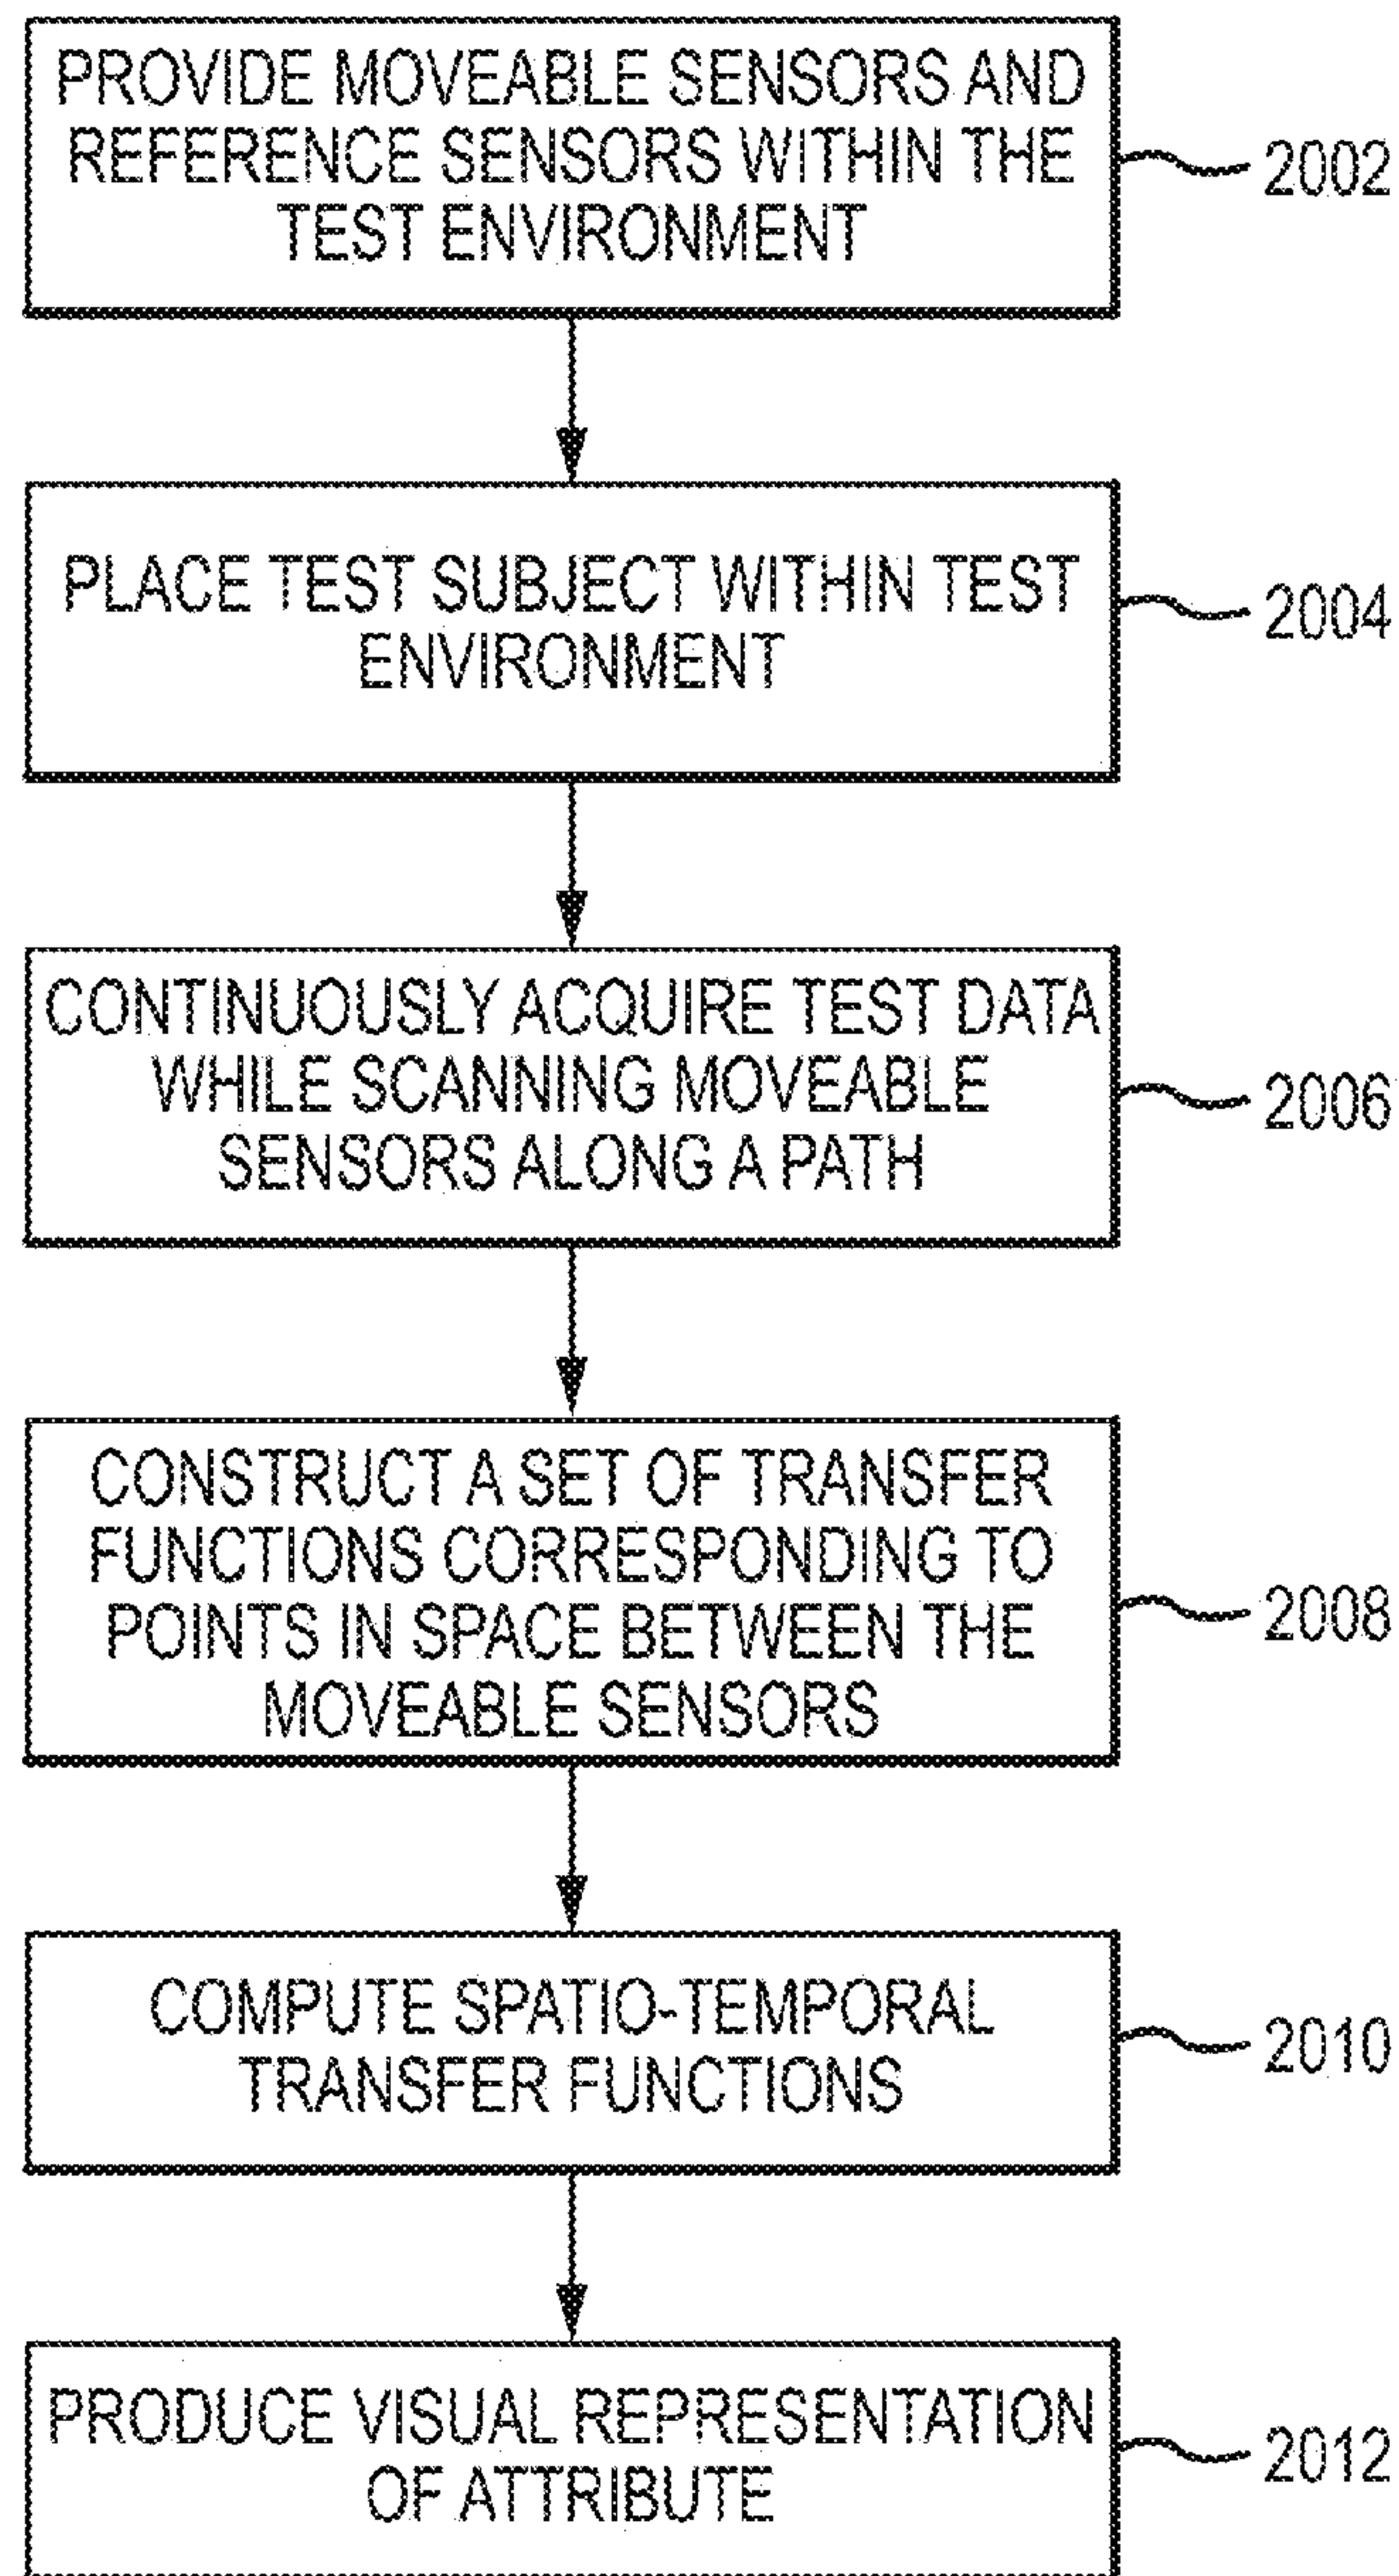 PROVIDE MOVEABLE SENSORS AND
REFERENCE SENSORS WITHIN THE
TEST ENVIRONMENT
2002
PLACE TEST SUBJECT WITHIN TEST
ENVIRONMENT
2004
CONTINUOUSLY ACQUIRE TEST DATA
WHILE SCANNING MOVEABLE
SENSORS ALONG A PATH
2006
CONSTRUCT A SET OF TRANSFER
FUNCTIONS CORRESPONDING TO
POINTS IN SPACE BETWEEN THE
MOVEABLE SENSORS
2008
COMPUTE SPATIO-TEMPORAL
TRANSFER FUNCTIONS
2010
PRODUCE VISUAL REPRESENTATION
OF ATTRIBUTE
2012